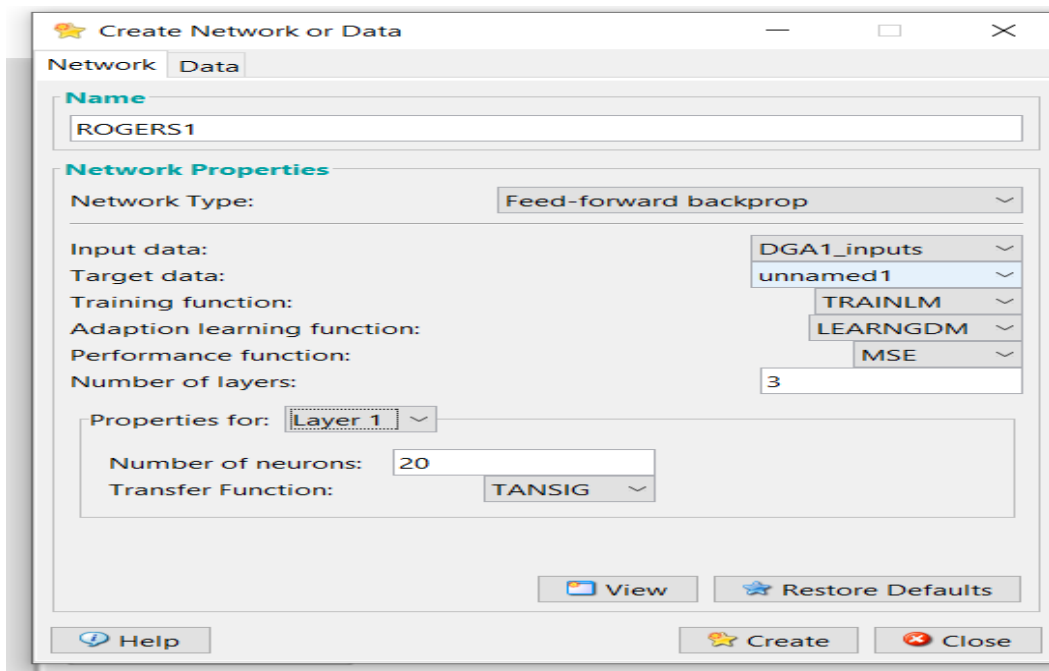 Create Network or Data
Network Data
Name
ROGERS1
Network Properties
Network Type: Feed-forward backprop
Input data: DGA1_inputs
Target data: unnamed1
Training function: TRAINLM
Adaption learning function: LEARNGDM
Performance function: MSE
Number of layers: 3
Properties for: Layer 1
Number of neurons: 20
Transfer Function: TANSIG
View Restore Defaults
Help Create Close